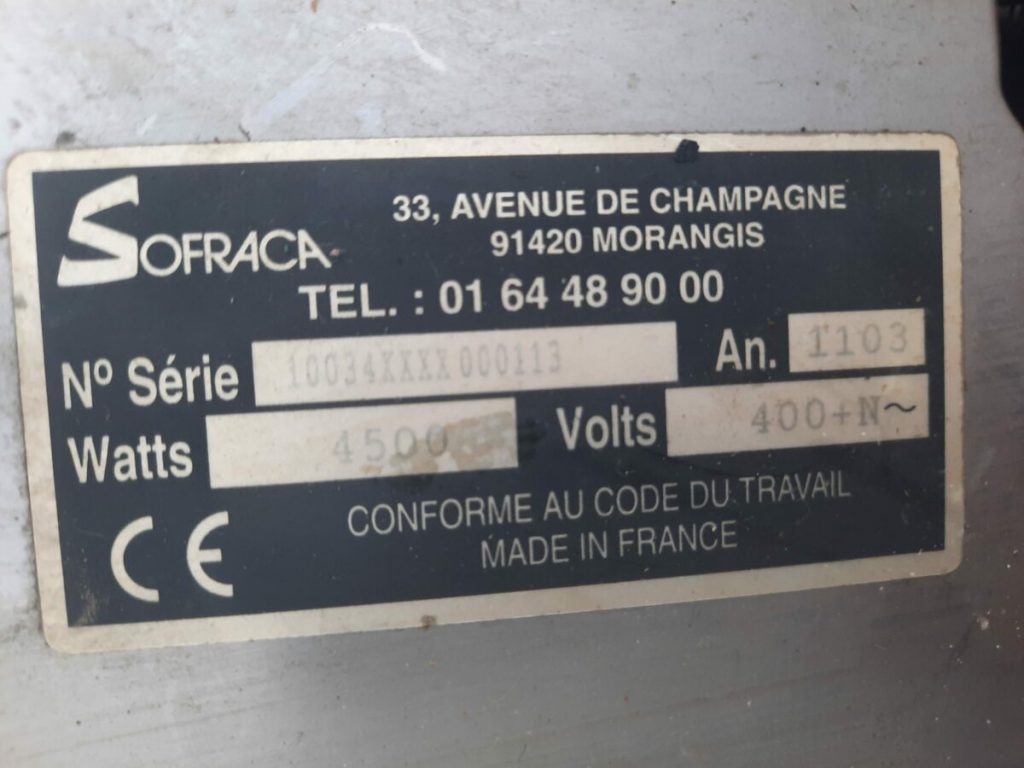 SOFRACA
33, AVENUE DE CHAMPAGNE
91420 MORANGIS
TEL. : 01 64 48 90 00
Nº Série 10034XXXX000113 An. 1103
Watts 4500 Volts 400+N~
CE CONFORME AU CODE DU TRAVAIL
MADE IN FRANCE